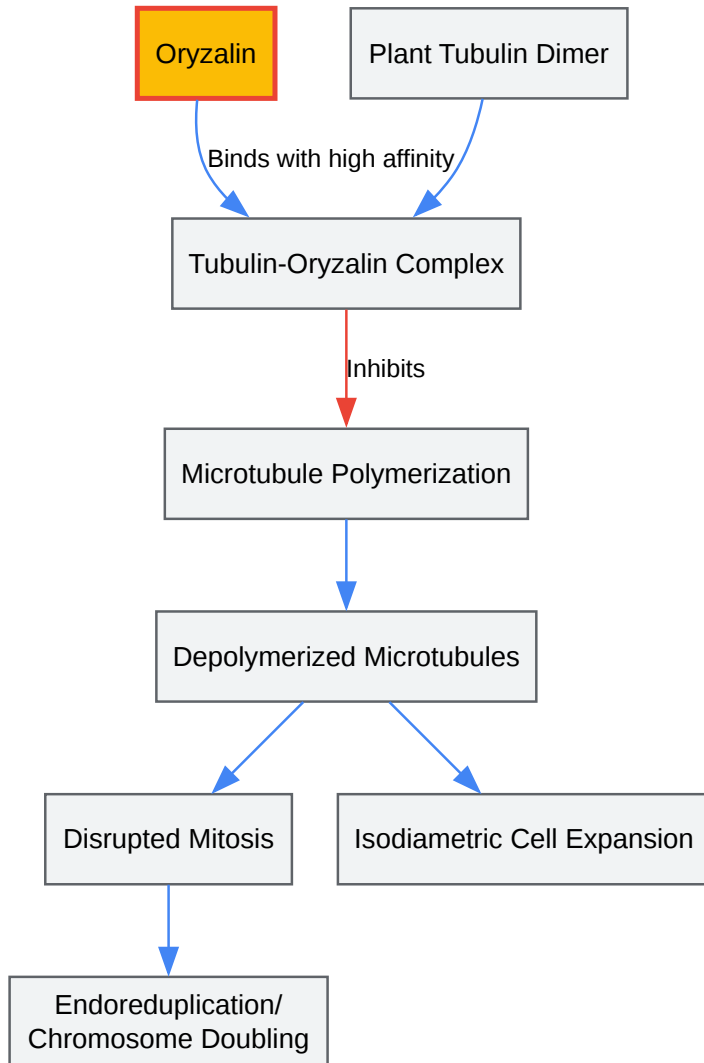 Oryzalin
Plant Tubulin Dimer
Binds with high affinity
Tubulin-Oryzalin Complex
Inhibits
Microtubule Polymerization
Depolymerized Microtubules
Disrupted Mitosis
Isodiametric Cell Expansion
Endoreduplication/
Chromosome Doubling